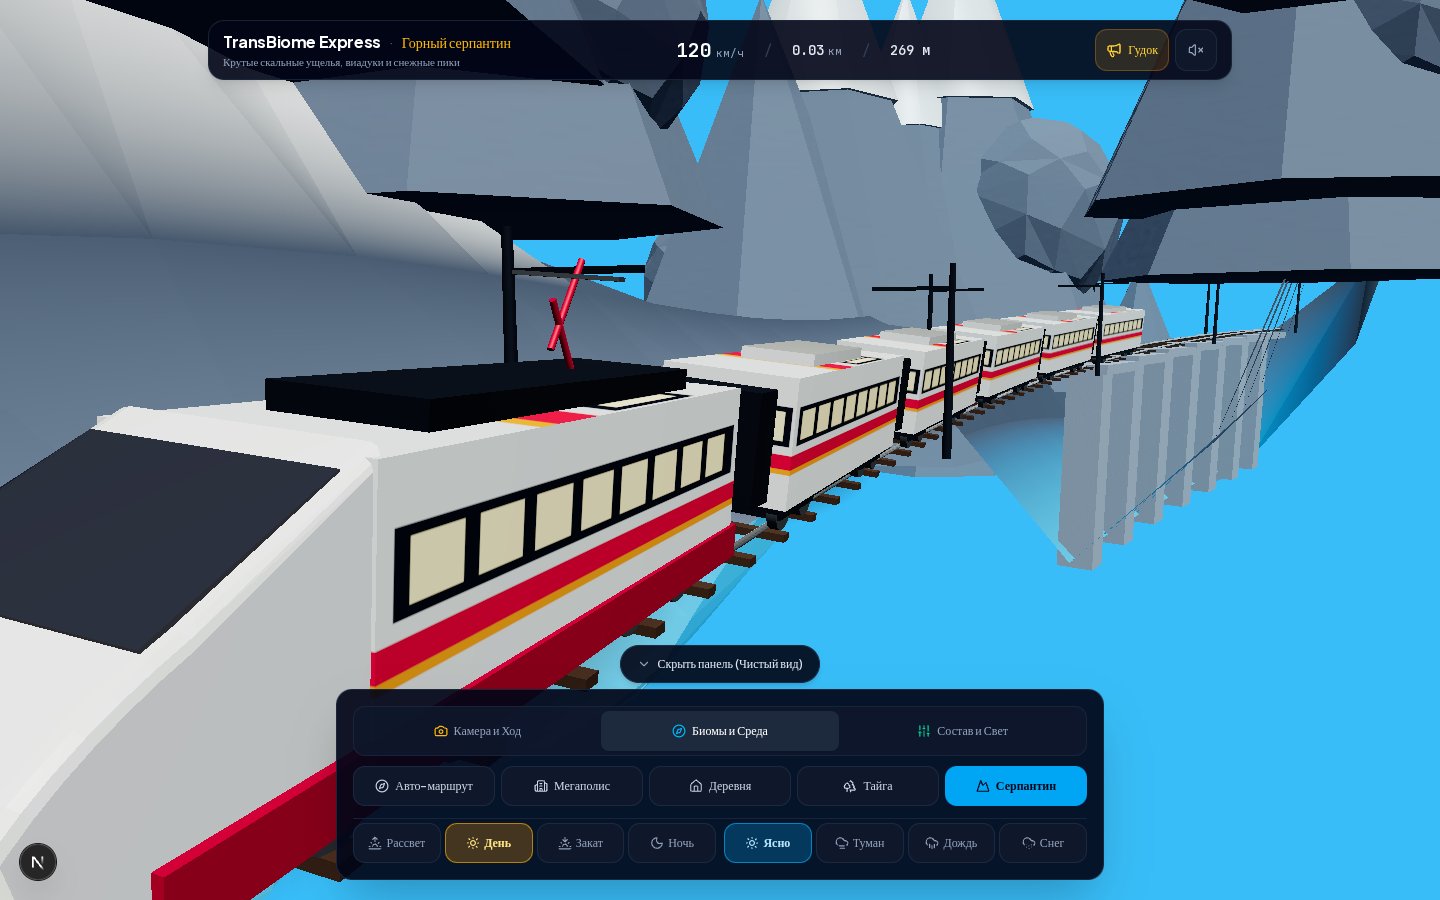 TransBiome Express · Горный серпантин
Крутые скальные ущелья, виадуки и снежные пики
120 км/ч / 0.03 км / 269 м
Гудок
Скрыть панель (Чистый вид)
Камера и Ход
Биомы и Среда
Состав и Свет
Авто-маршрут
Мегаполис
Деревня
Тайга
Серпантин
Рассвет
День
Закат
Ночь
Ясно
Туман
Дождь
Снег
N